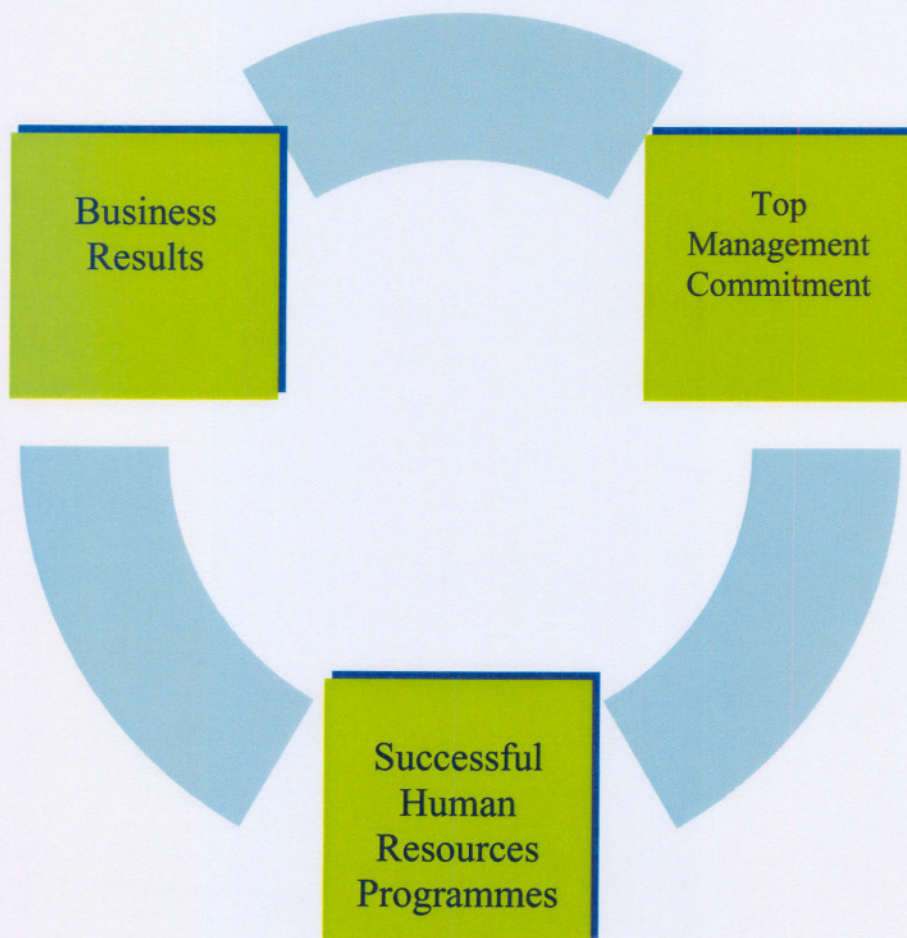 Business
Results
Top
Management
Commitment
Successful
Human
Resources
Programmes